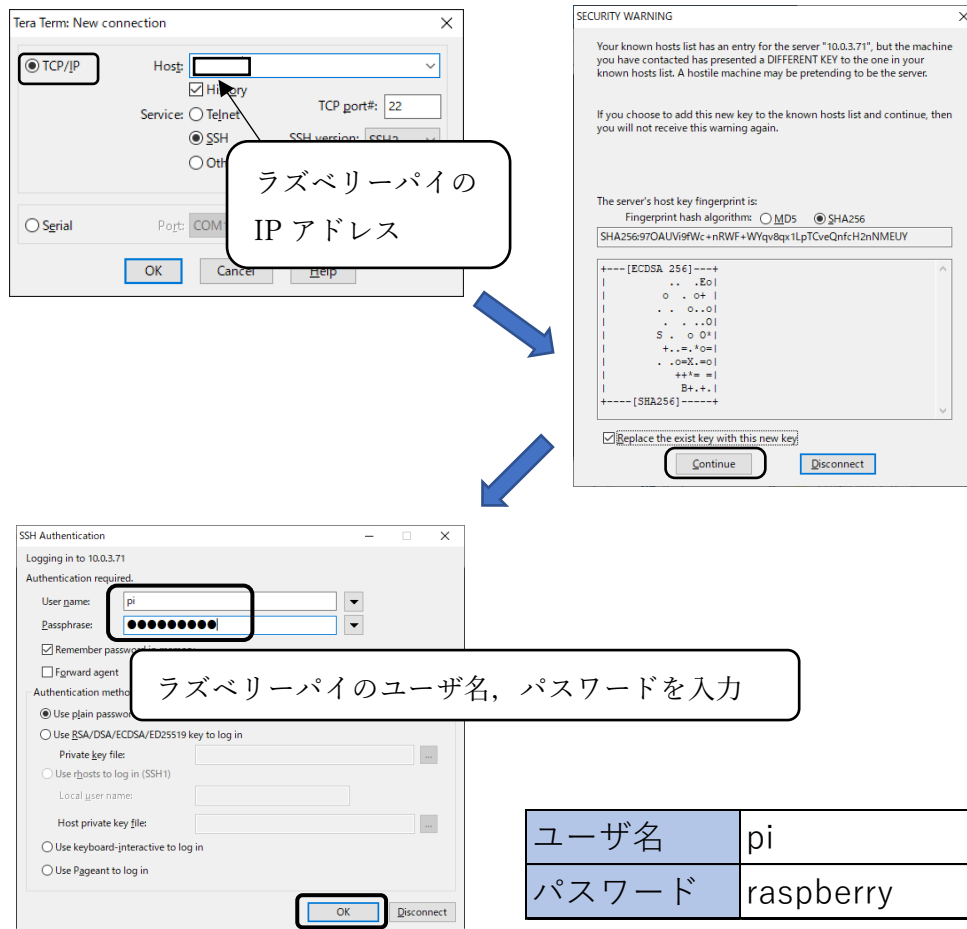 Tera Term: New connection
TCP/IP
Host:
History
Service:
Telnet
TCP port#: 22
SSH
SSH version: SSH2
Oth
ラズベリーパイの
IP アドレス
Serial
Port: COM
OK
Cancel
Help
SECURITY WARNING
Your known hosts list has an entry for the server "10.0.3.71", but the machine
you have contacted has presented a DIFFERENT KEY to the one in your
known hosts list. A hostile machine may be pretending to be the server.
If you choose to add this new key to the known hosts list and continue, then
you will not receive this warning again.
The server's host key fingerprint is:
Fingerprint hash algorithm: MD5 SHA256
SHA256:97OAUVi9fWc+nRWF+WYqv8qx1LpTCveQnfcH2nNMEUY
+---[ECDSA 256]---+
|          .. .Eo|
|       o  . o+ |
|      . .  o..o|
|       .  . ..O|
|      S .  o O*|
|       +..=.*o=|
|        . .o=X.=o|
|         ++*= =|
|          B+.+.|
+----[SHA256]-----+
Replace the exist key with this new key
Continue
Disconnect
SSH Authentication
Logging in to 10.0.3.71
Authentication required.
User name: pi
Passphrase: ●●●●●●●●●
Remember password in memory
Forward agent
ラズベリーパイのユーザ名，パスワードを入力
Authentication metho
Use plain passwor
Use RSA/DSA/ECDSA/ED25519 key to log in
Private key file:
...
Use rhosts to log in (SSH1)
Local user name:
Host private key file:
...
Use keyboard-interactive to log in
Use Pageant to log in
OK
Disconnect
ユーザ名 pi
パスワード raspberry